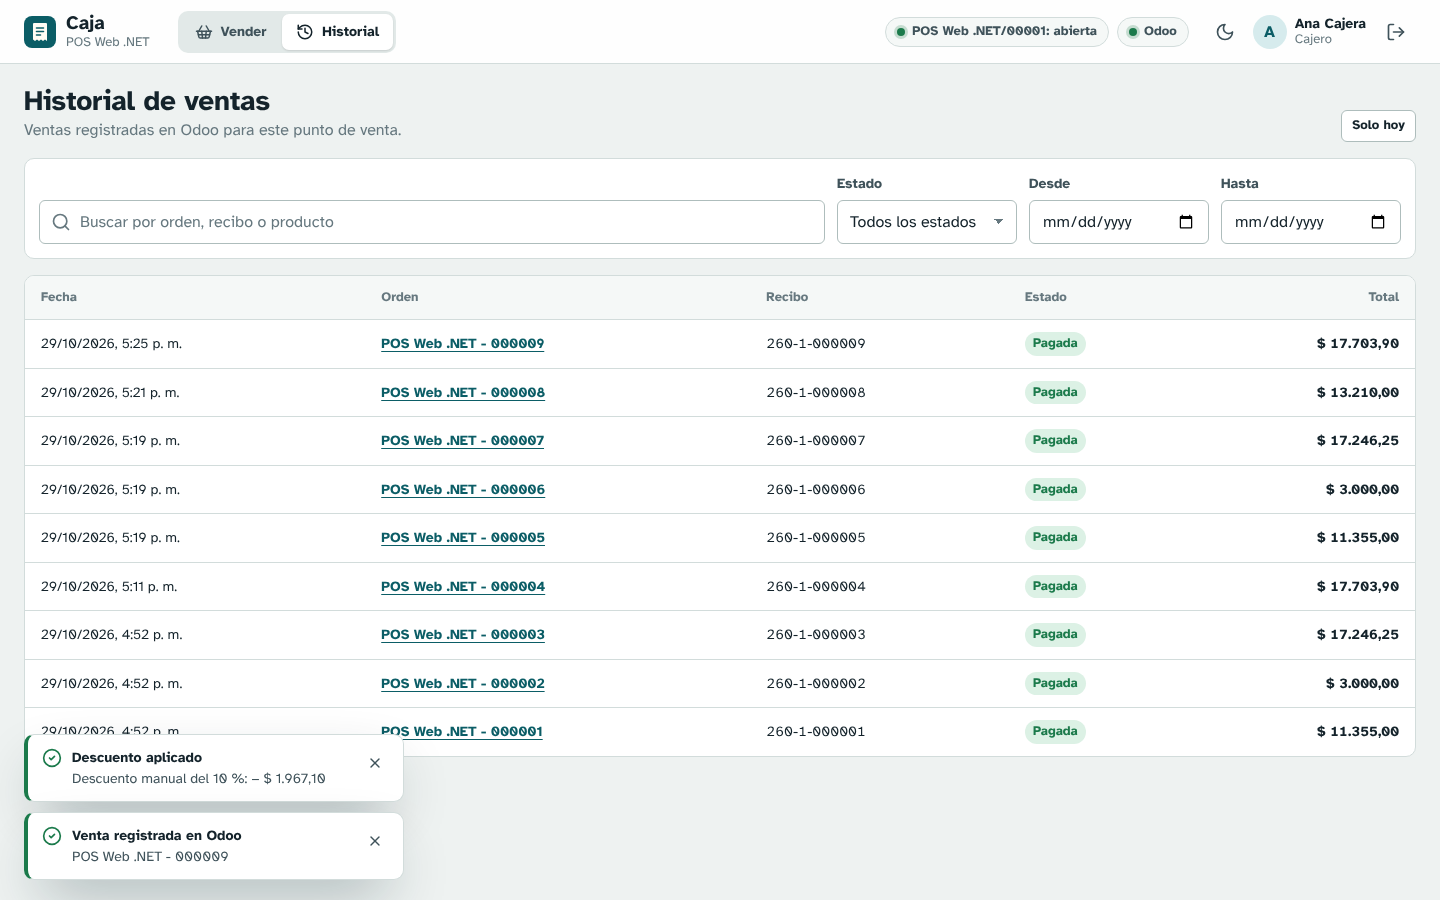 Caja
POS Web .NET
Vender
Historial
POS Web .NET/00001: abierta
Odoo
A
Ana Cajera
Cajero
Historial de ventas
Ventas registradas en Odoo para este punto de venta.
Solo hoy
Estado
Desde
Hasta
Buscar por orden, recibo o producto
Todos los estados
mm/dd/yyyy
mm/dd/yyyy
Fecha Orden Recibo Estado Total
29/10/2026, 5:25 p. m. POS Web .NET - 000009 260-1-000009 Pagada $ 17.703,90
29/10/2026, 5:21 p. m. POS Web .NET - 000008 260-1-000008 Pagada $ 13.210,00
29/10/2026, 5:19 p. m. POS Web .NET - 000007 260-1-000007 Pagada $ 17.246,25
29/10/2026, 5:19 p. m. POS Web .NET - 000006 260-1-000006 Pagada $ 3.000,00
29/10/2026, 5:19 p. m. POS Web .NET - 000005 260-1-000005 Pagada $ 11.355,00
29/10/2026, 5:11 p. m. POS Web .NET - 000004 260-1-000004 Pagada $ 17.703,90
29/10/2026, 4:52 p. m. POS Web .NET - 000003 260-1-000003 Pagada $ 17.246,25
29/10/2026, 4:52 p. m. POS Web .NET - 000002 260-1-000002 Pagada $ 3.000,00
29/10/2026, 4:52 p. m. POS Web .NET - 000001 260-1-000001 Pagada $ 11.355,00
Descuento aplicado
Descuento manual del 10 %: – $ 1.967,10
Venta registrada en Odoo
POS Web .NET - 000009